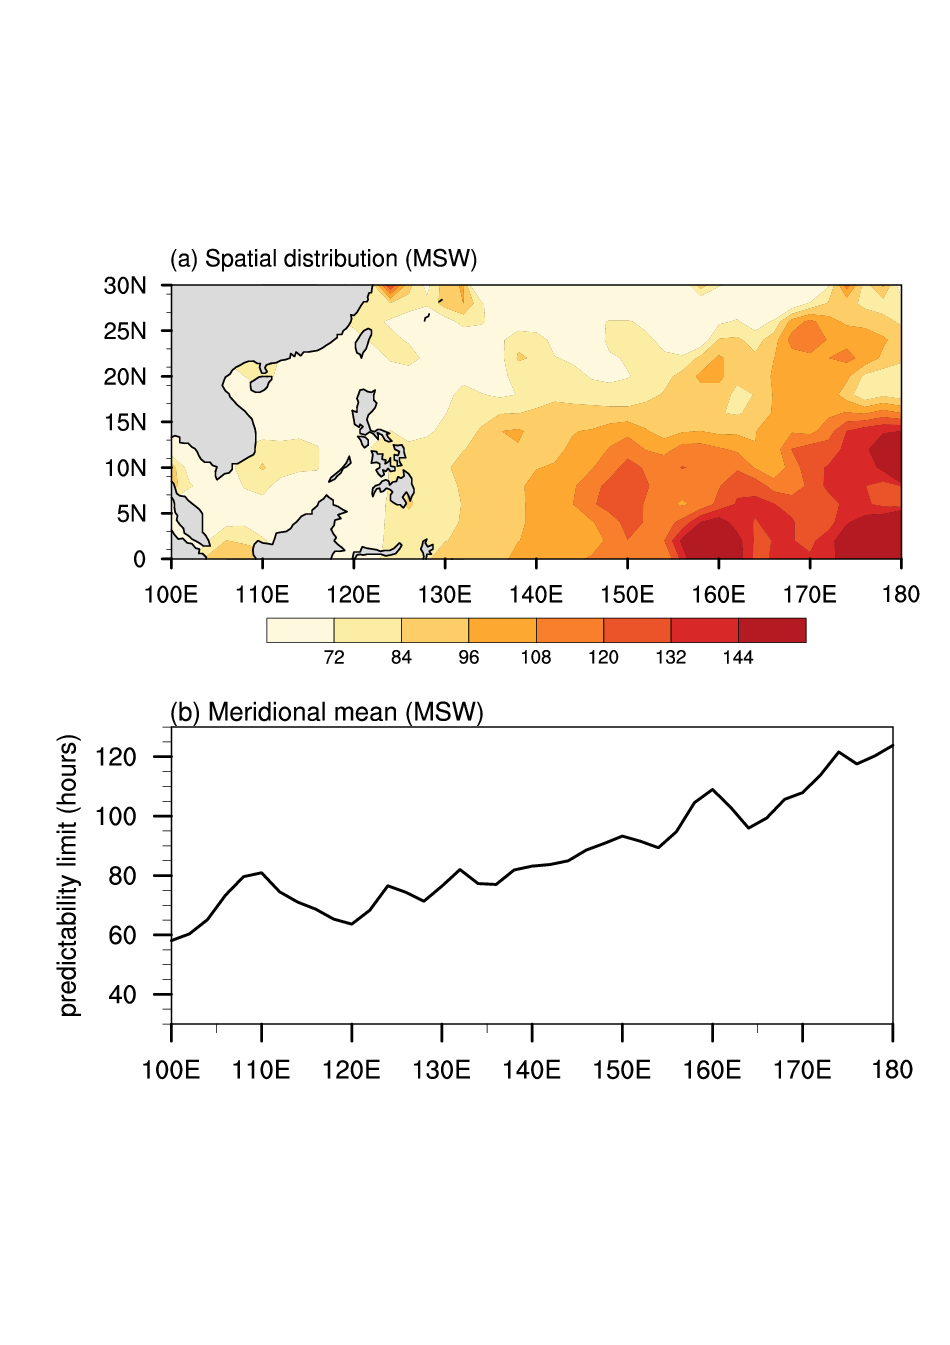 (a) Spatial distribution (MSW)
30N
25N
20N
15N
10N
5N
0
100E 110E 120E 130E 140E 150E 160E 170E 180
72 84 96 108 120 132 144
(b) Meridional mean (MSW)
predictability limit (hours)
120
100
80
60
40
100E 110E 120E 130E 140E 150E 160E 170E 180